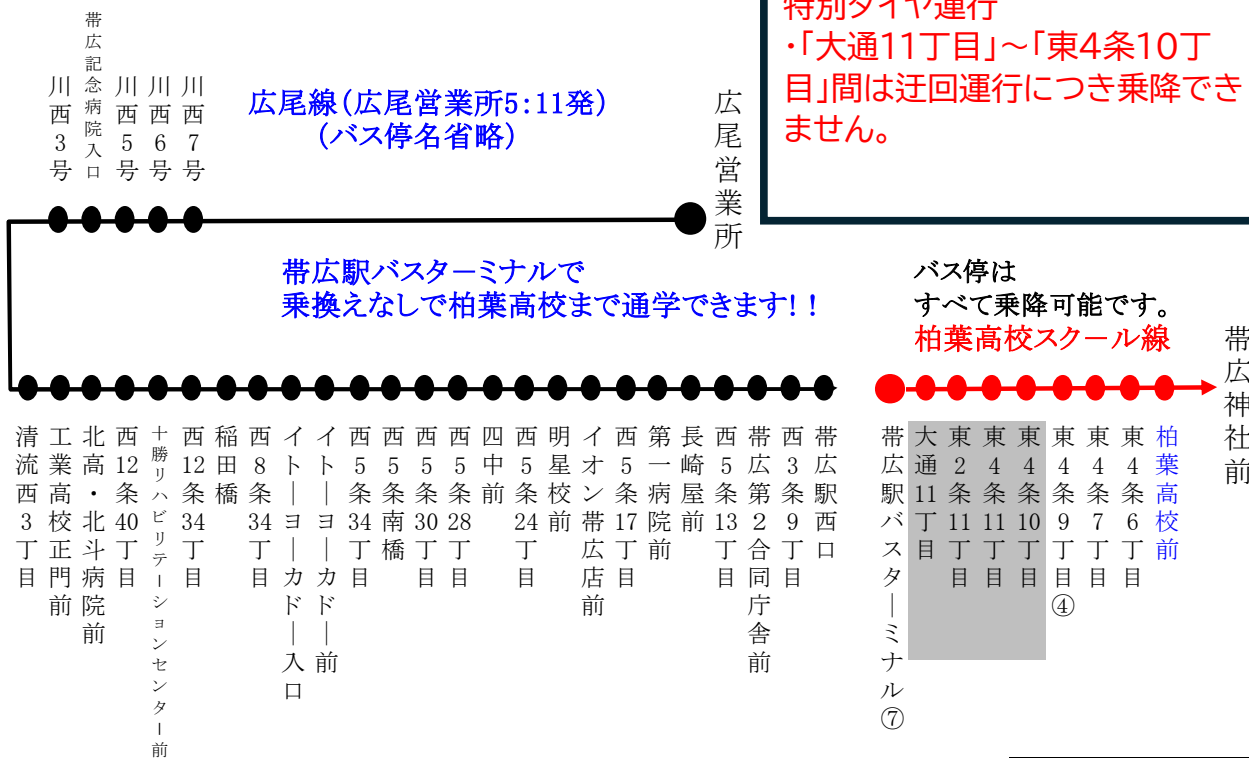 特別ダイヤ運行
・「大通11丁目」～「東4条10丁
目」間は迂回運行につき乗降でき
ません。
川西3号
帯広記念病院入口
川西5号
川西6号
川西7号
広尾線(広尾営業所5:11発)
(バス停名省略)
広尾営業所
帯広駅バスターミナルで
乗換えなしで柏葉高校まで通学できます!!
バス停は
すべて乗降可能です。
柏葉高校スクール線
清流西3丁目
工業高校正門前
北高・北斗病院前
西12条40丁目
十勝リハビリテーションセンター前
西12条34丁目
稲田橋
西8条34丁目
イトーヨーカドー入口
イトーヨーカドー前
西5条34丁目
西5条南橋
西5条30丁目
西5条28丁目
四中前
西5条24丁目
明星校前
イオン帯広店前
西5条17丁目
第一病院前
長崎屋前
西5条13丁目
帯広第2合同庁舎前
西3条9丁目
帯広駅西口
帯広駅バスターミナル⑦
大通11丁目
東2条11丁目
東4条11丁目
東4条10丁目
東4条9丁目④
東4条7丁目
東4条6丁目
柏葉高校前
帯広神社前